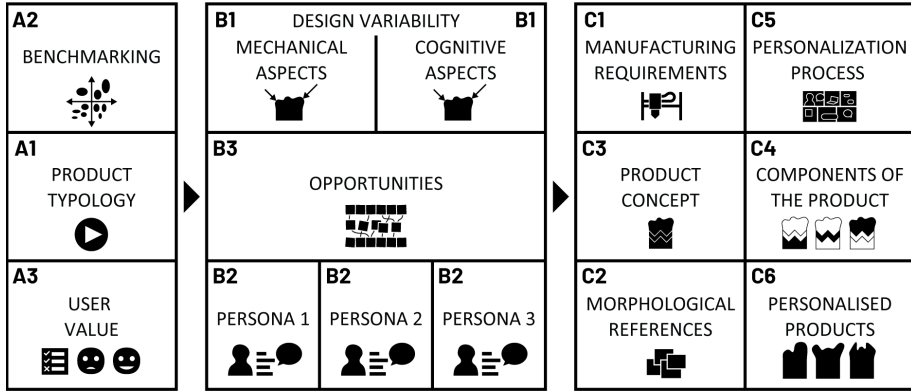 A2
BENCHMARKING
A1
PRODUCT
TYPOLOGY
A3
USER
VALUE
B1
DESIGN VARIABILITY
B1
MECHANICAL
ASPECTS
COGNITIVE
ASPECTS
B3
OPPORTUNITIES
B2
PERSONA 1
B2
PERSONA 2
B2
PERSONA 3
C1
MANUFACTURING
REQUIREMENTS
C5
PERSONALIZATION
PROCESS
C3
PRODUCT
CONCEPT
C4
COMPONENTS OF
THE PRODUCT
C2
MORPHOLOGICAL
REFERENCES
C6
PERSONALISED
PRODUCTS